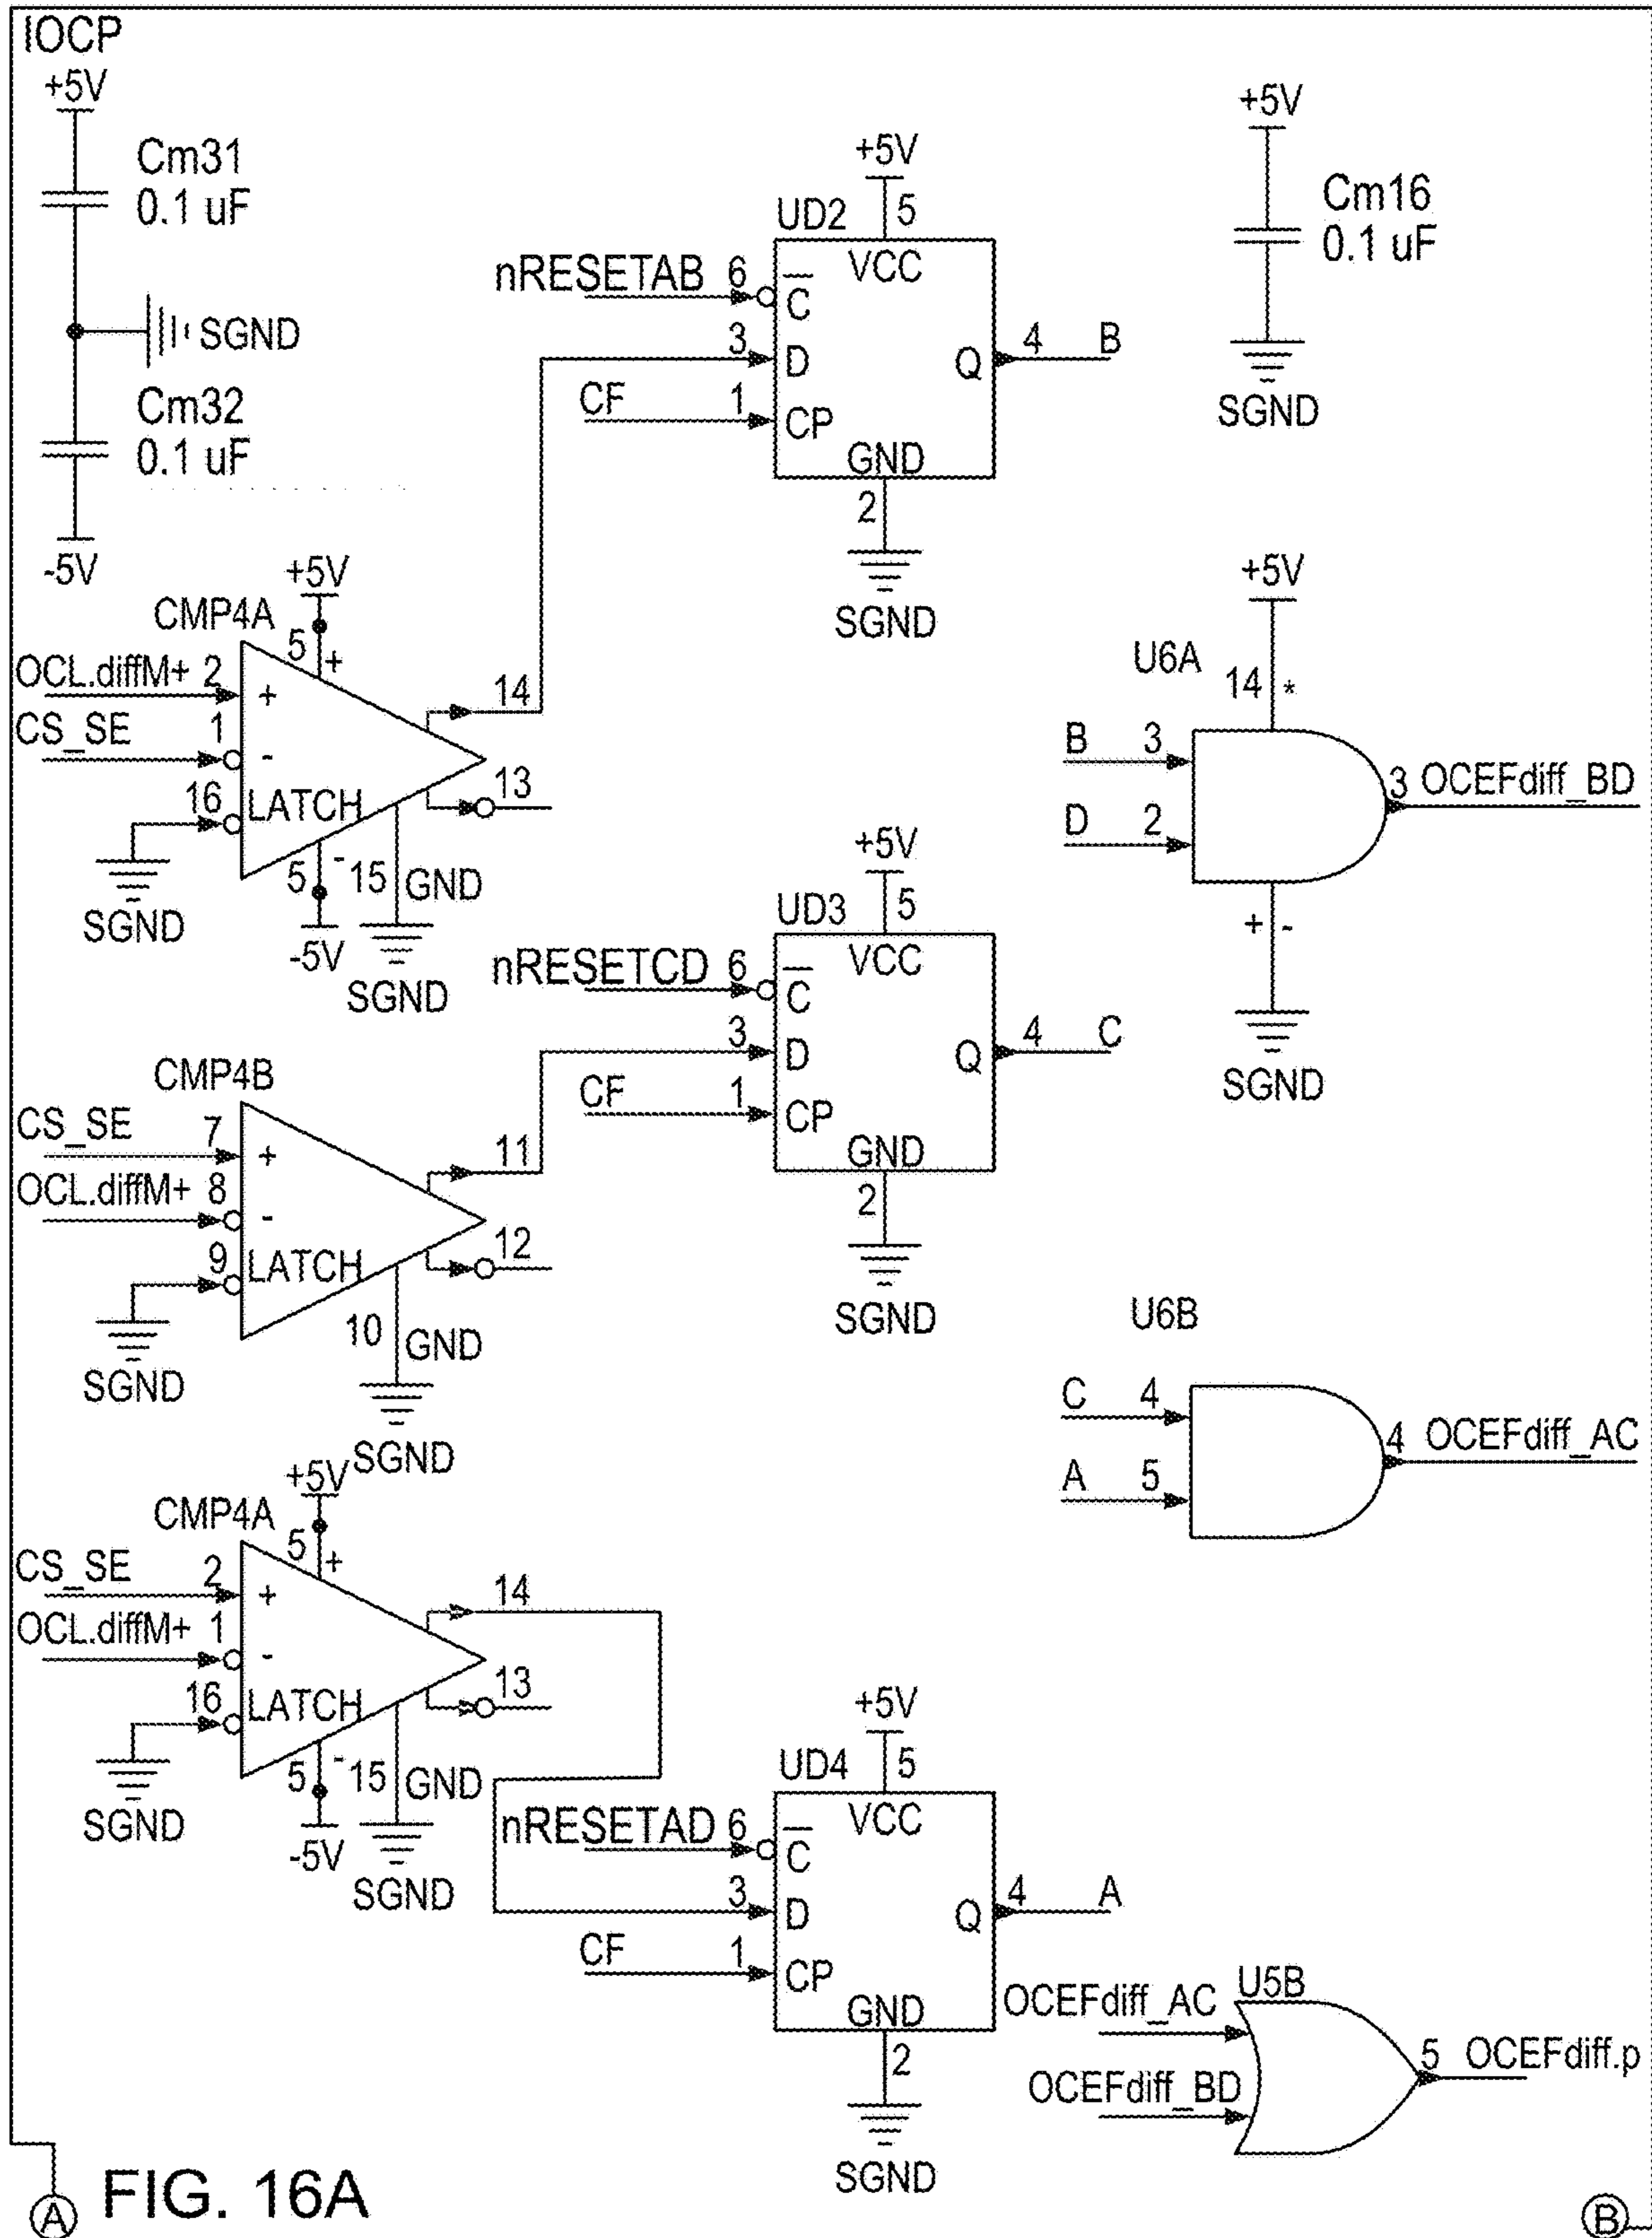 IOCP
+5V
Cm31
0.1 uF
SGND
Cm32
0.1 uF
-5V
+5V
UD2
5
VCC
nRESETAB 6 C
3 D
CF 1 CP
Q 4 B
GND
2
SGND
+5V
Cm16
0.1 uF
SGND
CMP4A
+5V
5 +
OCL.diffM+ 2 +
CS_SE 1 -
16 LATCH
SGND
14
13
5 -
-5V
15 GND
SGND
+5V
U6A
14 *
B 3
D 2
3 OCEFdiff_BD
+ -
SGND
+5V
UD3
5
VCC
nRESETCD 6 C
3 D
CF 1 CP
Q 4 C
GND
2
SGND
CMP4B
CS_SE 7 +
OCL.diffM+ 8 -
9 LATCH
SGND
11
12
10 GND
SGND
U6B
C 4
A 5
4 OCEFdiff_AC
CMP4A
+5V
5 +
CS_SE 2 +
OCL.diffM+ 1 -
16 LATCH
SGND
14
13
5 -
-5V
15 GND
SGND
+5V
UD4
5
VCC
nRESETAD 6 C
3 D
CF 1 CP
Q 4 A
GND
2
SGND
U5B
OCEFdiff_AC
OCEFdiff_BD
5 OCEFdiff.p
A
FIG. 16A
B